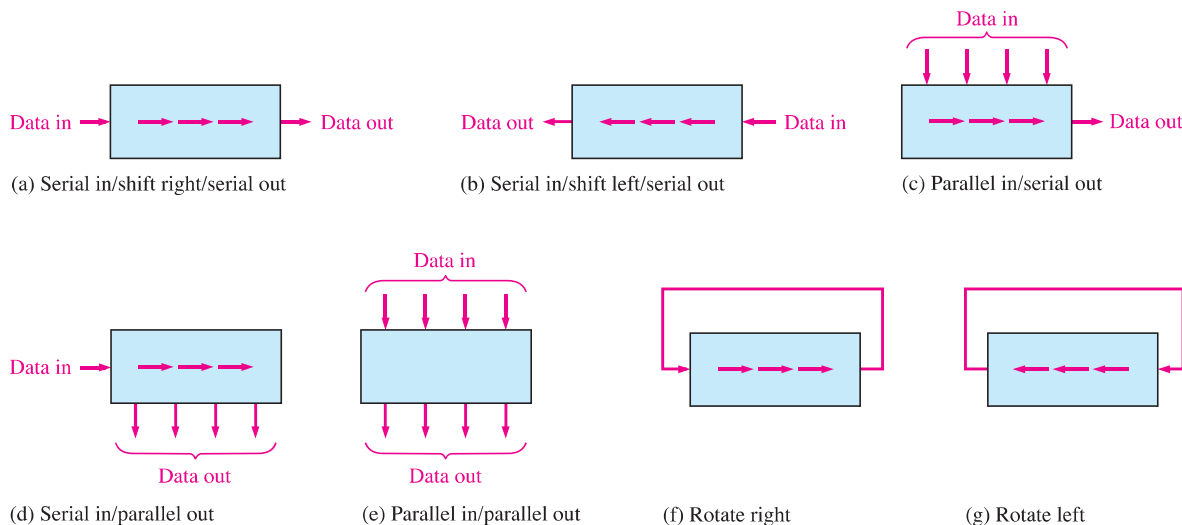 Data in
Data in
Data out
Data out
Data in
Data out
(a) Serial in/shift right/serial out
(b) Serial in/shift left/serial out
(c) Parallel in/serial out
Data in
Data in
Data out
Data out
(d) Serial in/parallel out
(e) Parallel in/parallel out
(f) Rotate right
(g) Rotate left